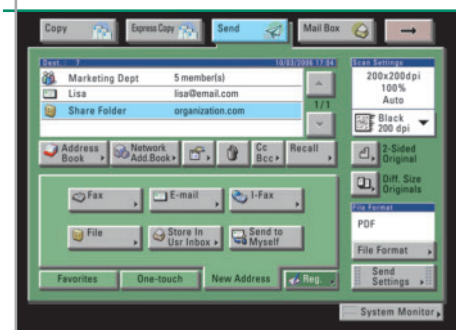 Copy
Express Copy
Send
Mail Box
Dest. : 7
10/03/2006 17:04
Scan Settings
Marketing Dept 5 member(s)
Lisa lisa@email.com
Share Folder organization.com
1/1
200x200dpi
100%
Auto
Black
200 dpi
Address
Book
Network
Add.Book
Cc
Bcc
Recall
2-Sided
Original
Diff. Size
Originals
Fax
E-mail
I-Fax
File
Store In
Usr Inbox
Send to
Myself
File Format
PDF
File Format
Favorites
One-touch
New Address
Reg.
Send
Settings
System Monitor